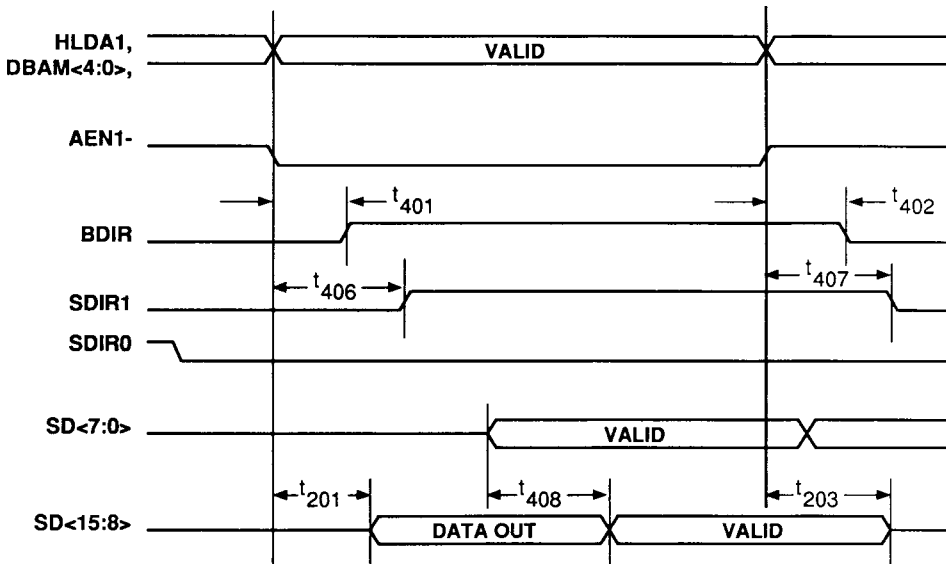 HLDA1,
DBAM<4:0>,
VALID
AEN1-
t401
t402
BDIR
t406
t407
SDIR1
SDIR0
SD<7:0>
VALID
t201
t408
t203
SD<15:8>
DATA OUT
VALID